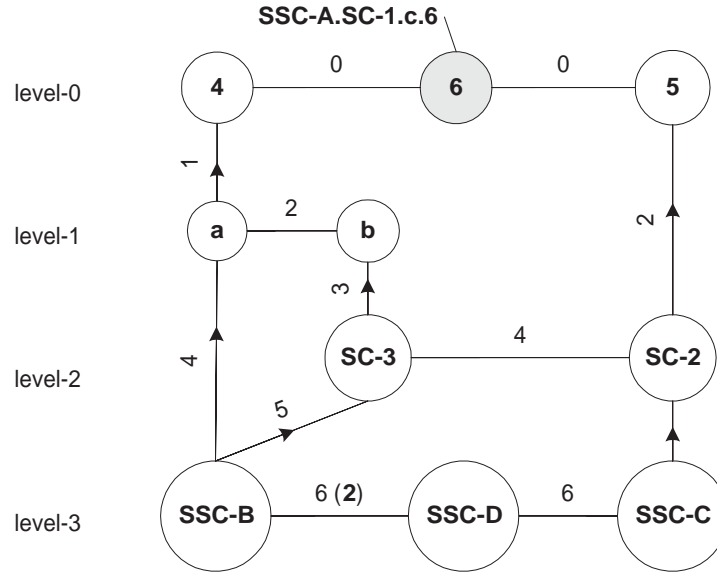 SSC-A.SC-1.c.6
level-0
4
0
6
0
5
1
level-1
a
2
b
2
3
level-2
4
SC-3
4
SC-2
5
level-3
SSC-B
6 (2)
SSC-D
6
SSC-C